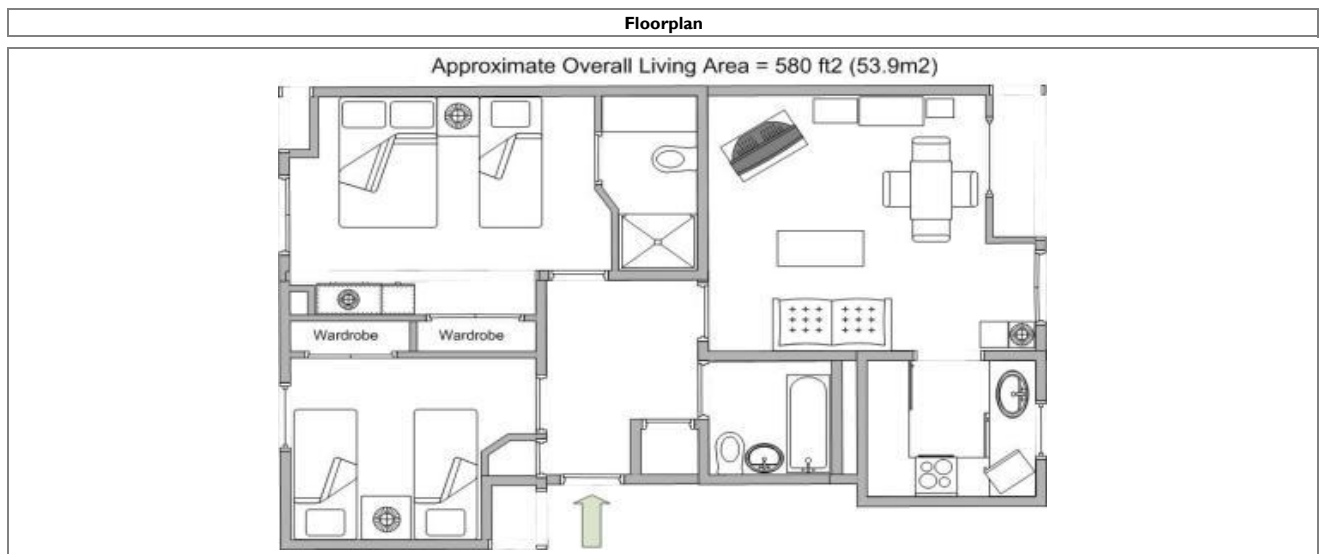 Floorplan
Approximate Overall Living Area = 580 ft2 (53.9m2)
Wardrobe
Wardrobe